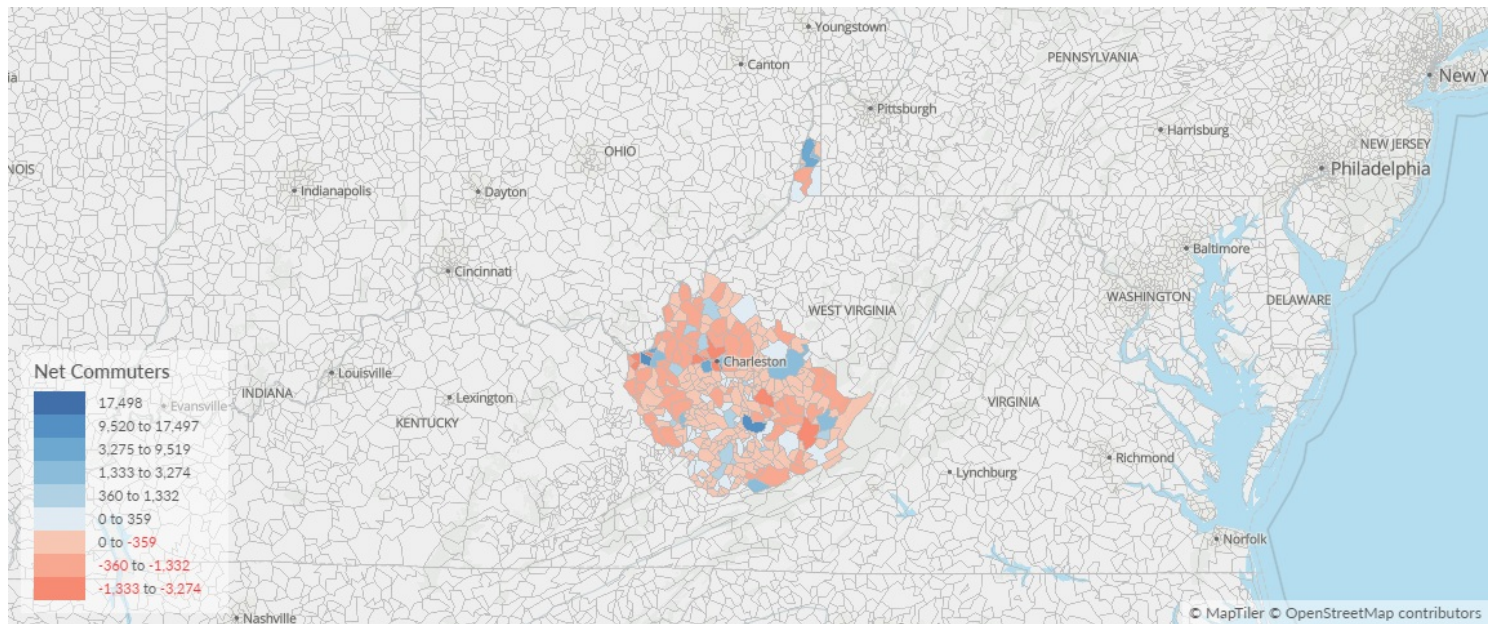 Youngstown
PENNSYLVANIA
Canton
New Y
ia
Pittsburgh
Harrisburg
OHIO
NEW JERSEY
NOIS
Philadelphia
Indianapolis
Dayton
Baltimore
Cincinnati
WASHINGTON
DELAWARE
WEST VIRGINIA
Charleston
Net Commuters
Louisville
INDIANA
Lexington
17,498
Evansville
VIRGINIA
9,520 to 17,497
KENTUCKY
3,275 to 9,519
Richmond
1,333 to 3,274
Lynchburg
360 to 1,332
0 to 359
0 to -359
Norfolk
-360 to -1,332
-1,333 to -3,274
Nashville
© MapTiler © OpenStreetMap contributors